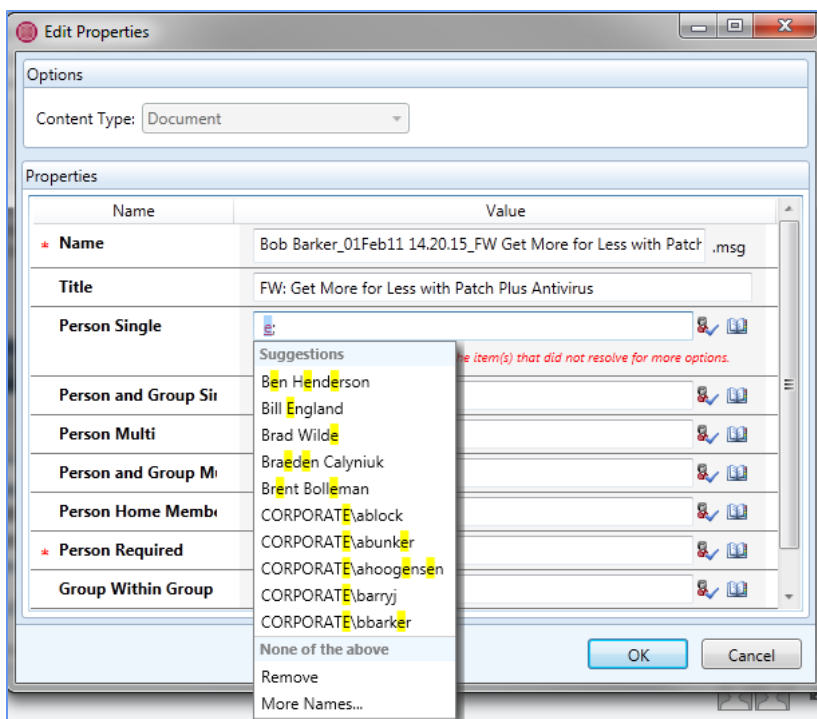 Edit Properties
Options
Content Type: Document
Properties
Name Value
* Name Bob Barker_01Feb11 14.20.15_FW Get More for Less with Patch .msg
Title FW: Get More for Less with Patch Plus Antivirus
Person Single e;
Suggestions
e item(s) that did not resolve for more options.
Ben Henderson
Person and Group Sin
Bill England
Person Multi
Brad Wilde
Braeden Calyniuk
Person and Group Mu
Brent Bolleman
Person Home Membe
CORPORATE\ablock
* Person Required
CORPORATE\abunker
CORPORATE\ahoogensen
Group Within Group
CORPORATE\barryj
CORPORATE\bbarker
None of the above
OK Cancel
Remove
More Names...